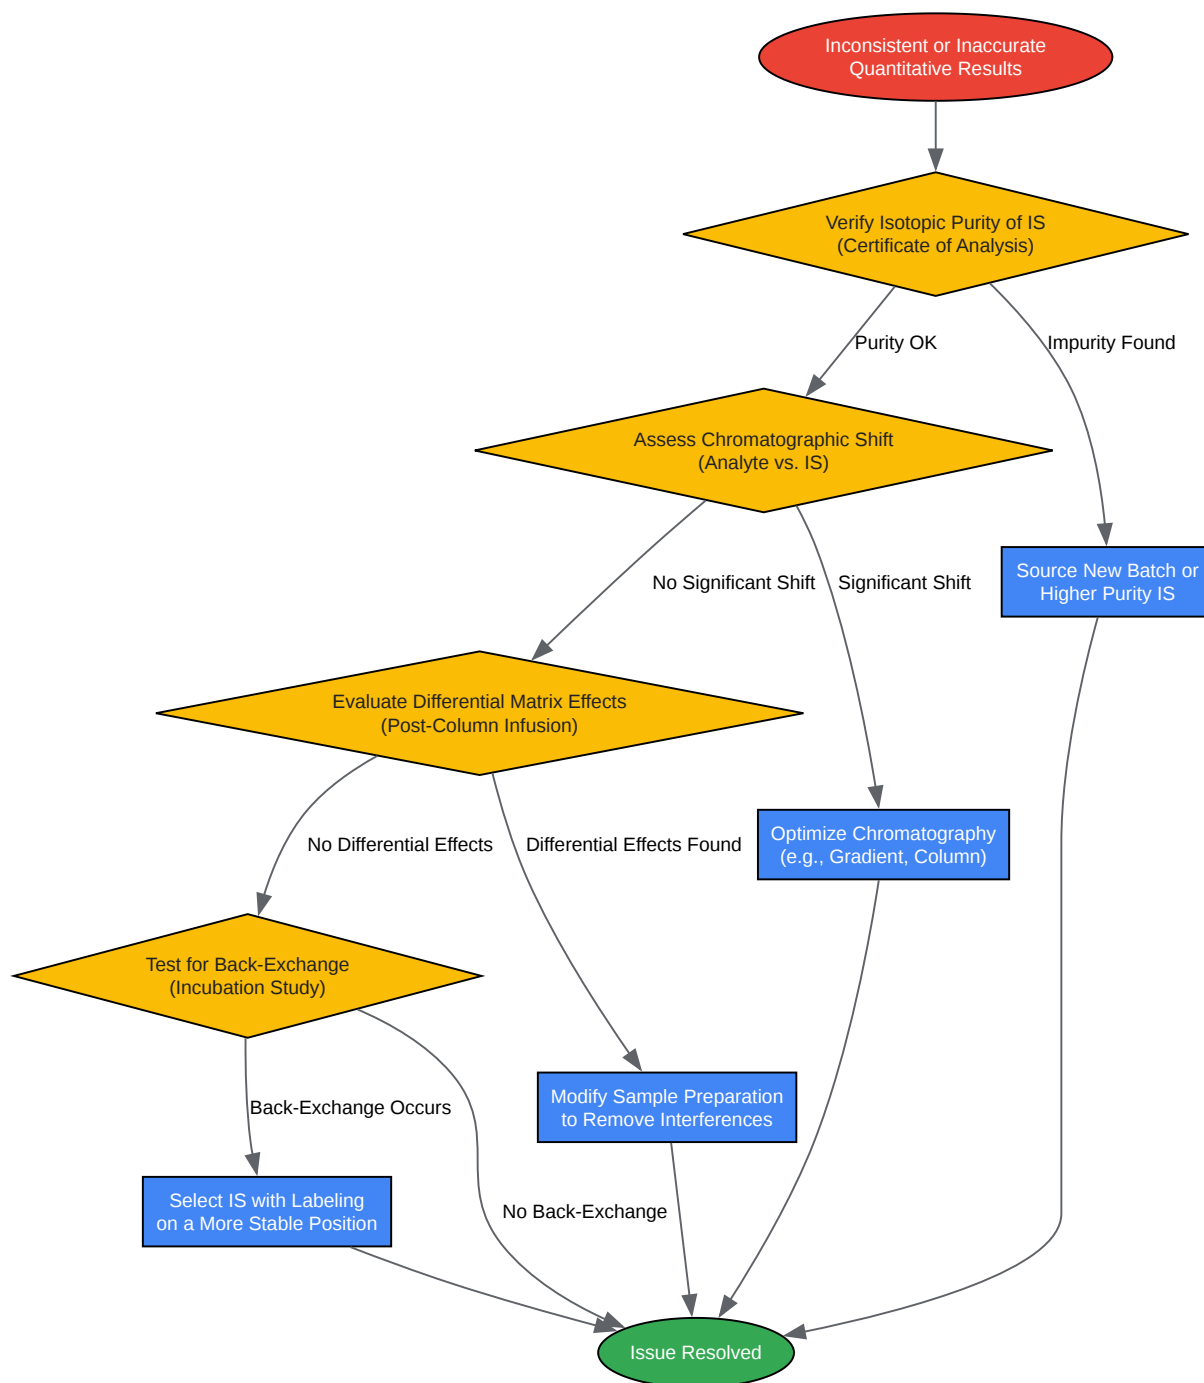 Inconsistent or Inaccurate
Quantitative Results
Verify Isotopic Purity of IS
(Certificate of Analysis)
Purity OK
Impurity Found
Assess Chromatographic Shift
(Analyte vs. IS)
No Significant Shift
Significant Shift
Source New Batch or
Higher Purity IS
Evaluate Differential Matrix Effects
(Post-Column Infusion)
No Differential Effects
Differential Effects Found
Optimize Chromatography
(e.g., Gradient, Column)
Test for Back-Exchange
(Incubation Study)
Back-Exchange Occurs
Modify Sample Preparation
to Remove Interferences
Select IS with Labeling
on a More Stable Position
No Back-Exchange
Issue Resolved